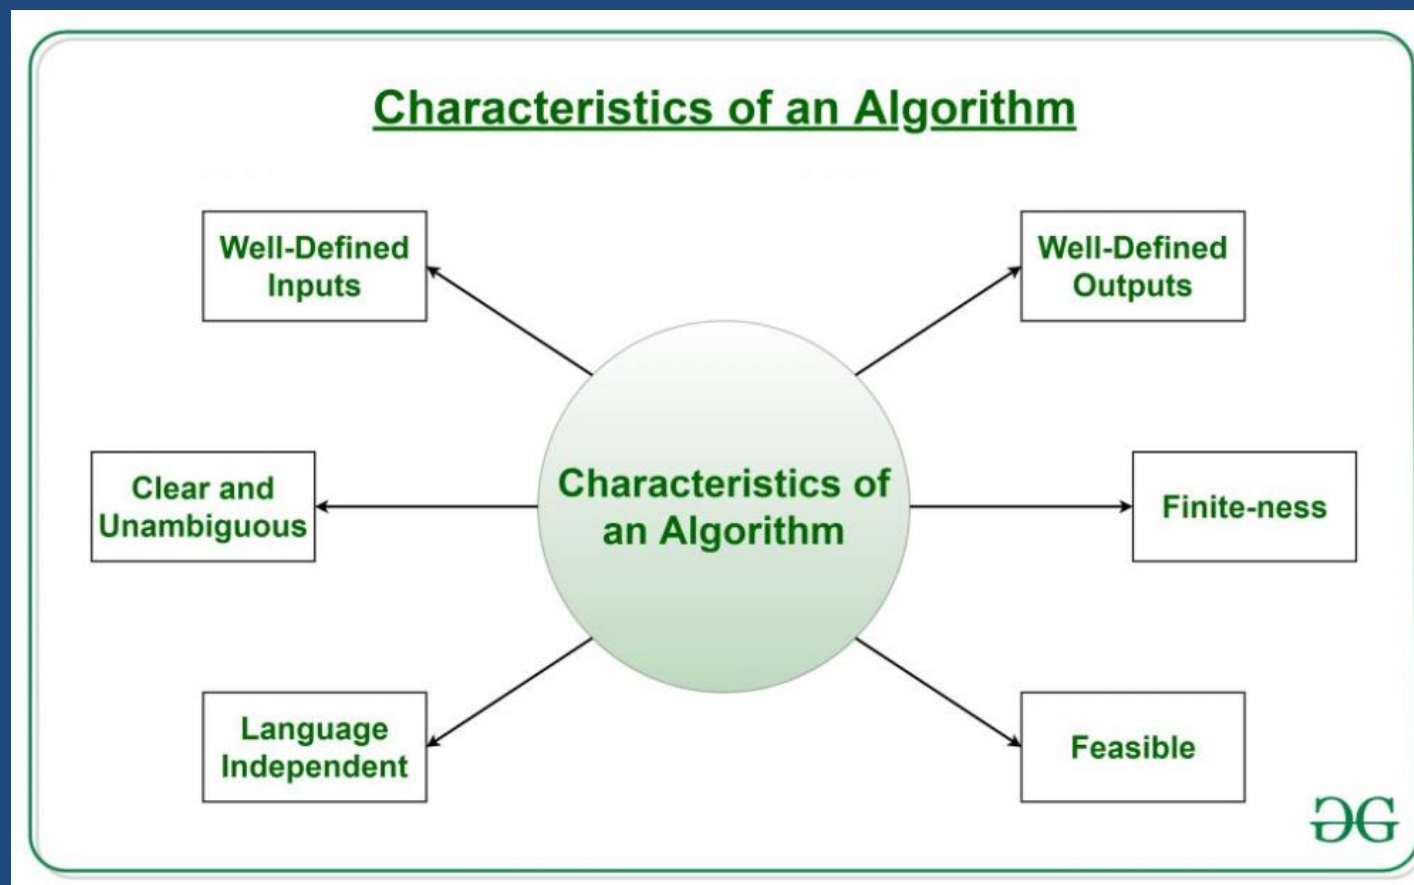 Characteristics of an Algorithm
Well-Defined
Inputs
Well-Defined
Outputs
Clear and
Unambiguous
Characteristics of
an Algorithm
Finite-ness
Language
Independent
Feasible